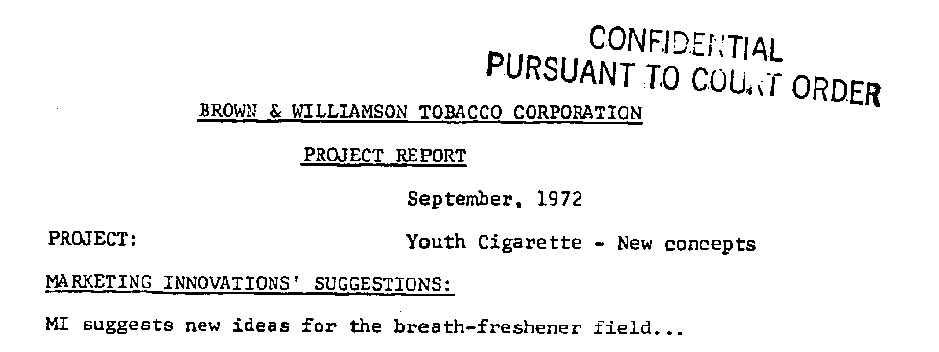 CONFIDENTIAL
PURSUANT TO COURT ORDER
BROWN & WILLIAMSON TOBACCO CORPORATION
PROJECT REPORT
September, 1972
PROJECT: Youth Cigarette - New concepts
MARKETING INNOVATIONS' SUGGESTIONS:
MI suggests new ideas for the breath-freshener field...